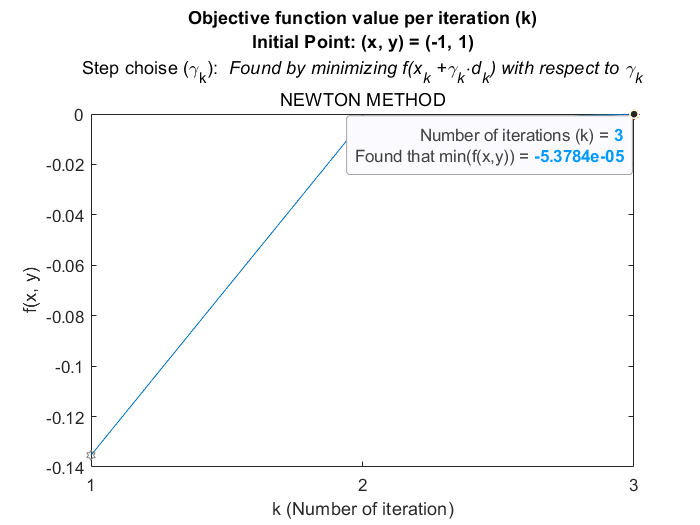 Objective function value per iteration (k)
Initial Point: (x, y) = (-1, 1)
Step choise (γk): Found by minimizing f(xk +γk·dk) with respect to γk
NEWTON METHOD
0
-0.02
-0.04
-0.06
-0.08
-0.1
-0.12
-0.14
f(x, y)
Number of iterations (k) = 3
Found that min(f(x,y)) = -5.3784e-05
1
2
3
k (Number of iteration)